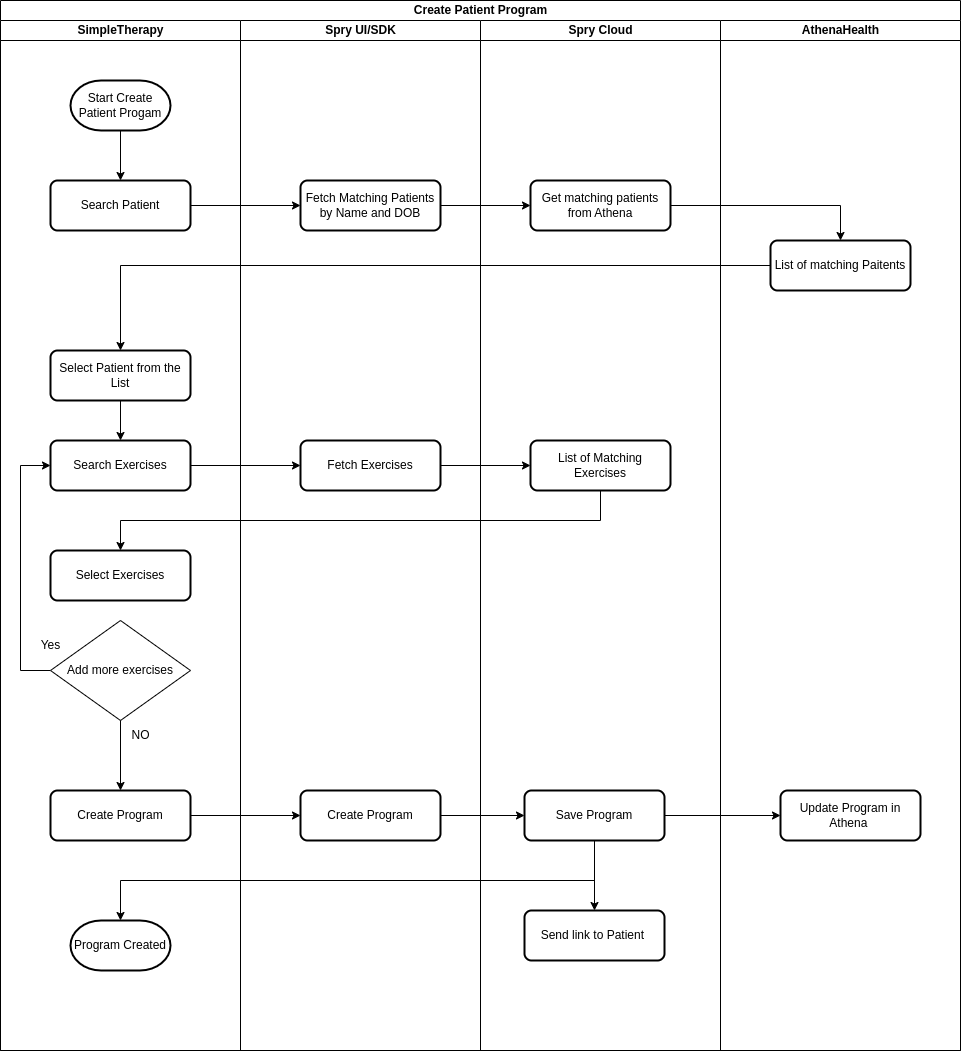 Create Patient Program
SimpleTherapy
Spry UI/SDK
Spry Cloud
AthenaHealth
Start Create
Patient Progam
Search Patient
Fetch Matching Patients
by Name and DOB
Get matching patients
from Athena
List of matching Paitents
Select Patient from the
List
Search Exercises
Fetch Exercises
List of Matching
Exercises
Select Exercises
Yes
Add more exercises
NO
Create Program
Create Program
Save Program
Update Program in
Athena
Program Created
Send link to Patient